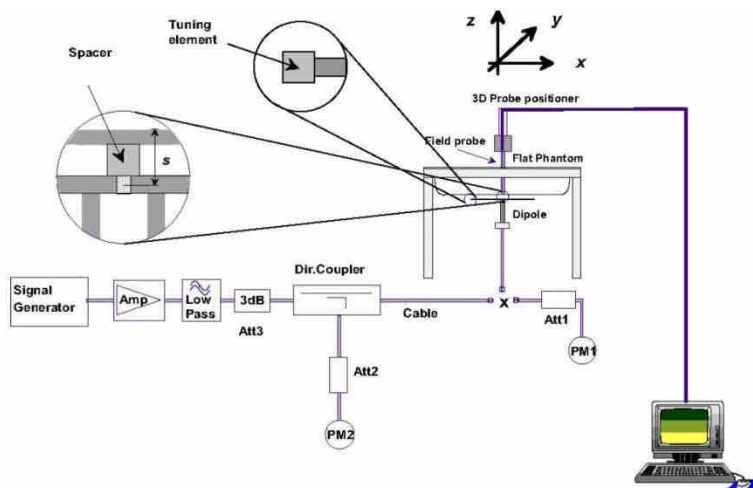 Tuning
element
Spacer
s
z
y
x
3D Probe positioner
Field probe
Flat Phantom
Dipole
Signal
Generator
Amp
Low
Pass
3dB
Att3
Dir.Coupler
Cable
x
Att1
PM1
Att2
PM2